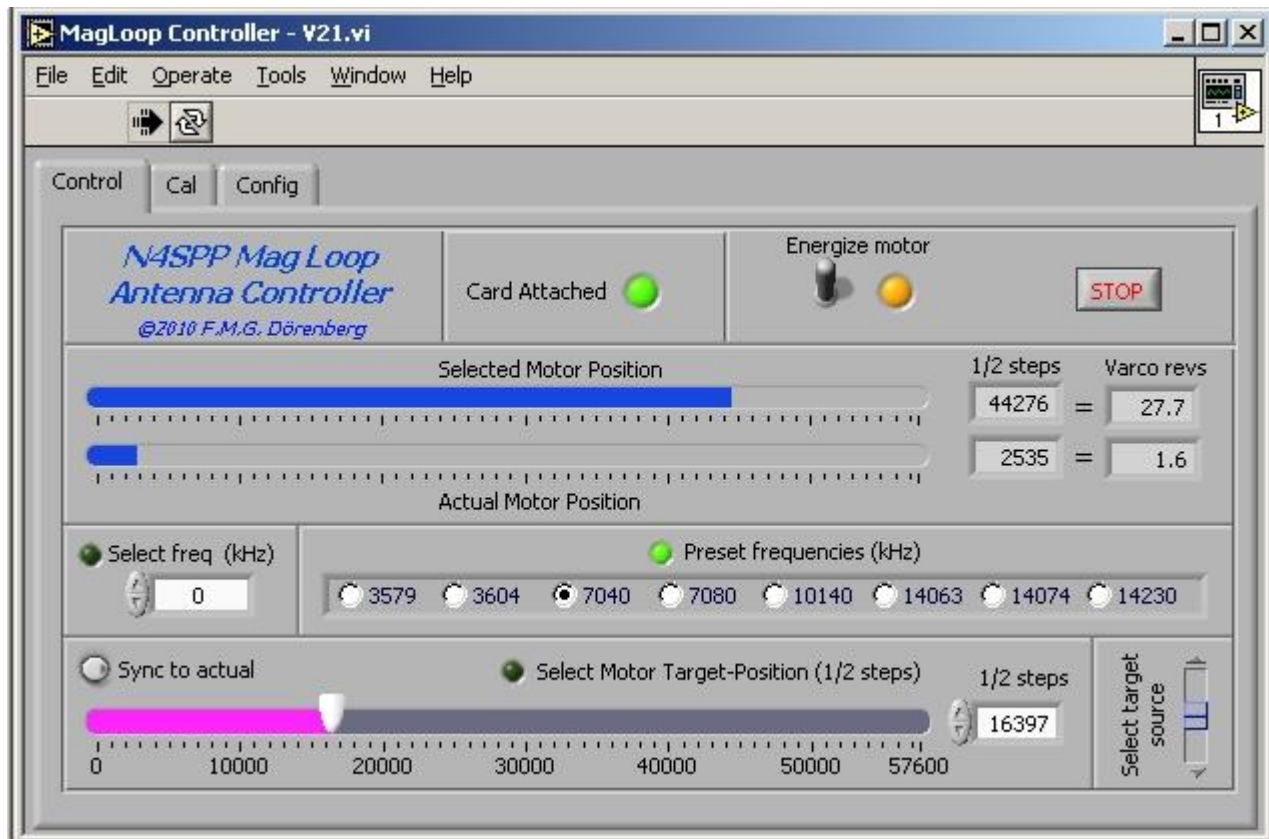 MagLoop Controller - V21.vi
File Edit Operate Tools Window Help
1
Control Cal Config
N4SPP Mag Loop
Antenna Controller
@2010 F.M.G. Dörenberg
Card Attached
Energize motor
STOP
Selected Motor Position
1/2 steps Varco revs
44276 = 27.7
2535 = 1.6
Actual Motor Position
Select freq (kHz)
0
Preset frequencies (kHz)
3579 3604 7040 7080 10140 14063 14074 14230
Sync to actual
Select Motor Target-Position (1/2 steps)
1/2 steps
16397
0 10000 20000 30000 40000 50000 57600
Select target
source